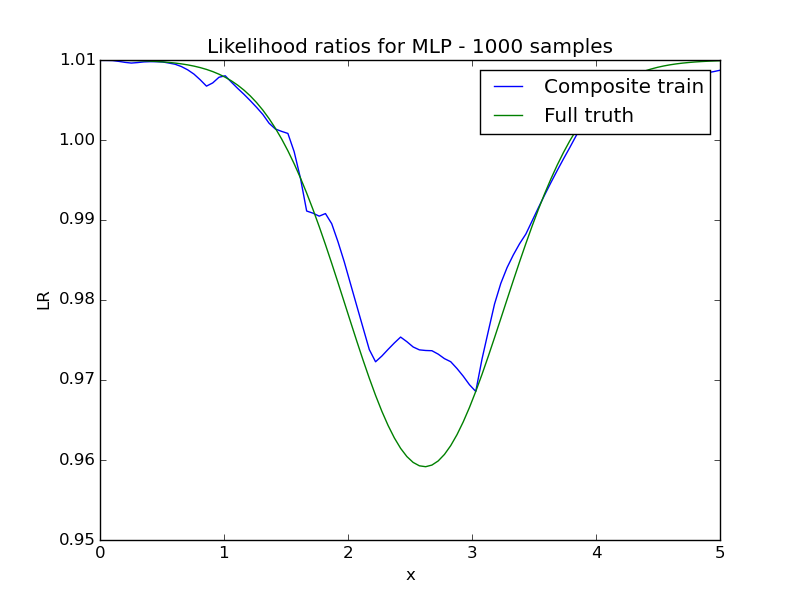 Likelihood ratios for MLP - 1000 samples
1.01
1.00
0.99
0.98
0.97
0.96
0.95
LR
0 1 2 3 4 5
x
Composite train
Full truth